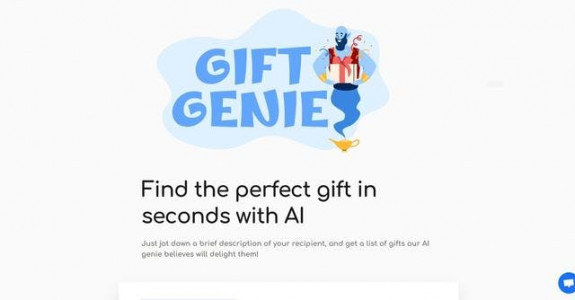 GIFT
GENIE
Find the perfect gift in
seconds with AI
Just jot down a brief description of your recipient, and get a list of gifts our AI
genie believes will delight them!